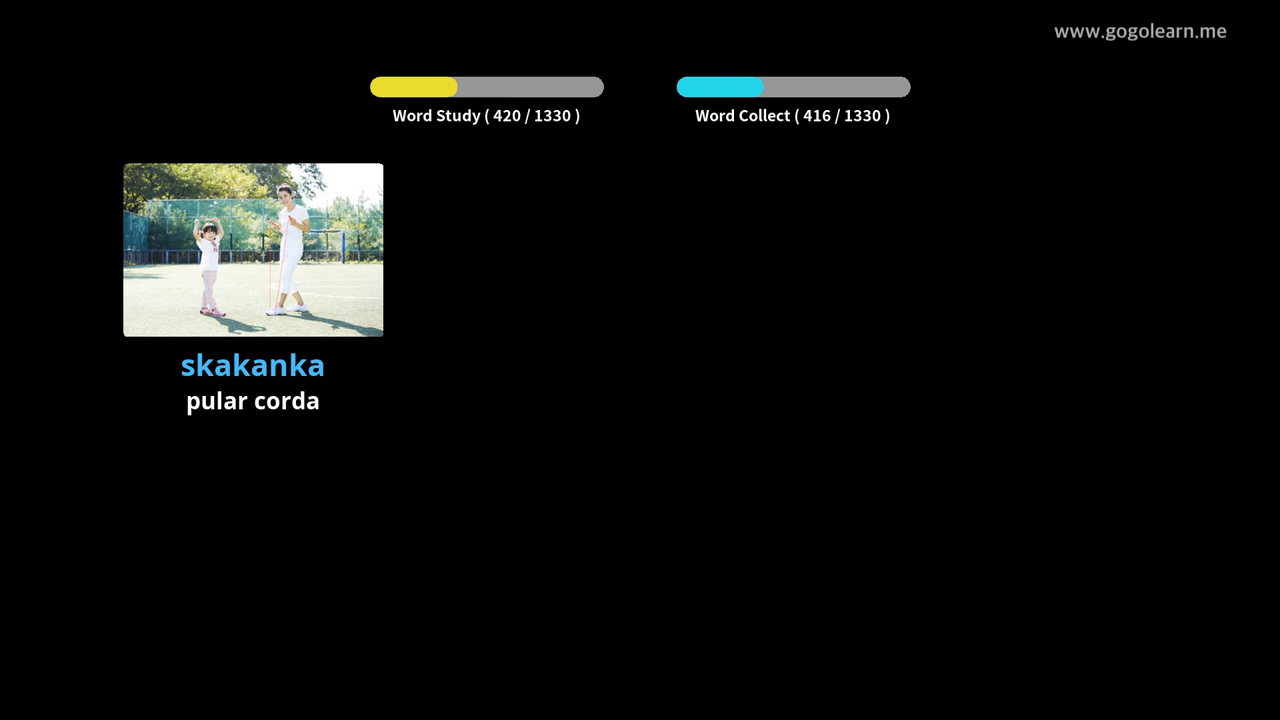 www.gogolearn.me
Word Study ( 420 / 1330 )
Word Collect ( 416 / 1330 )
skakanka
pular corda